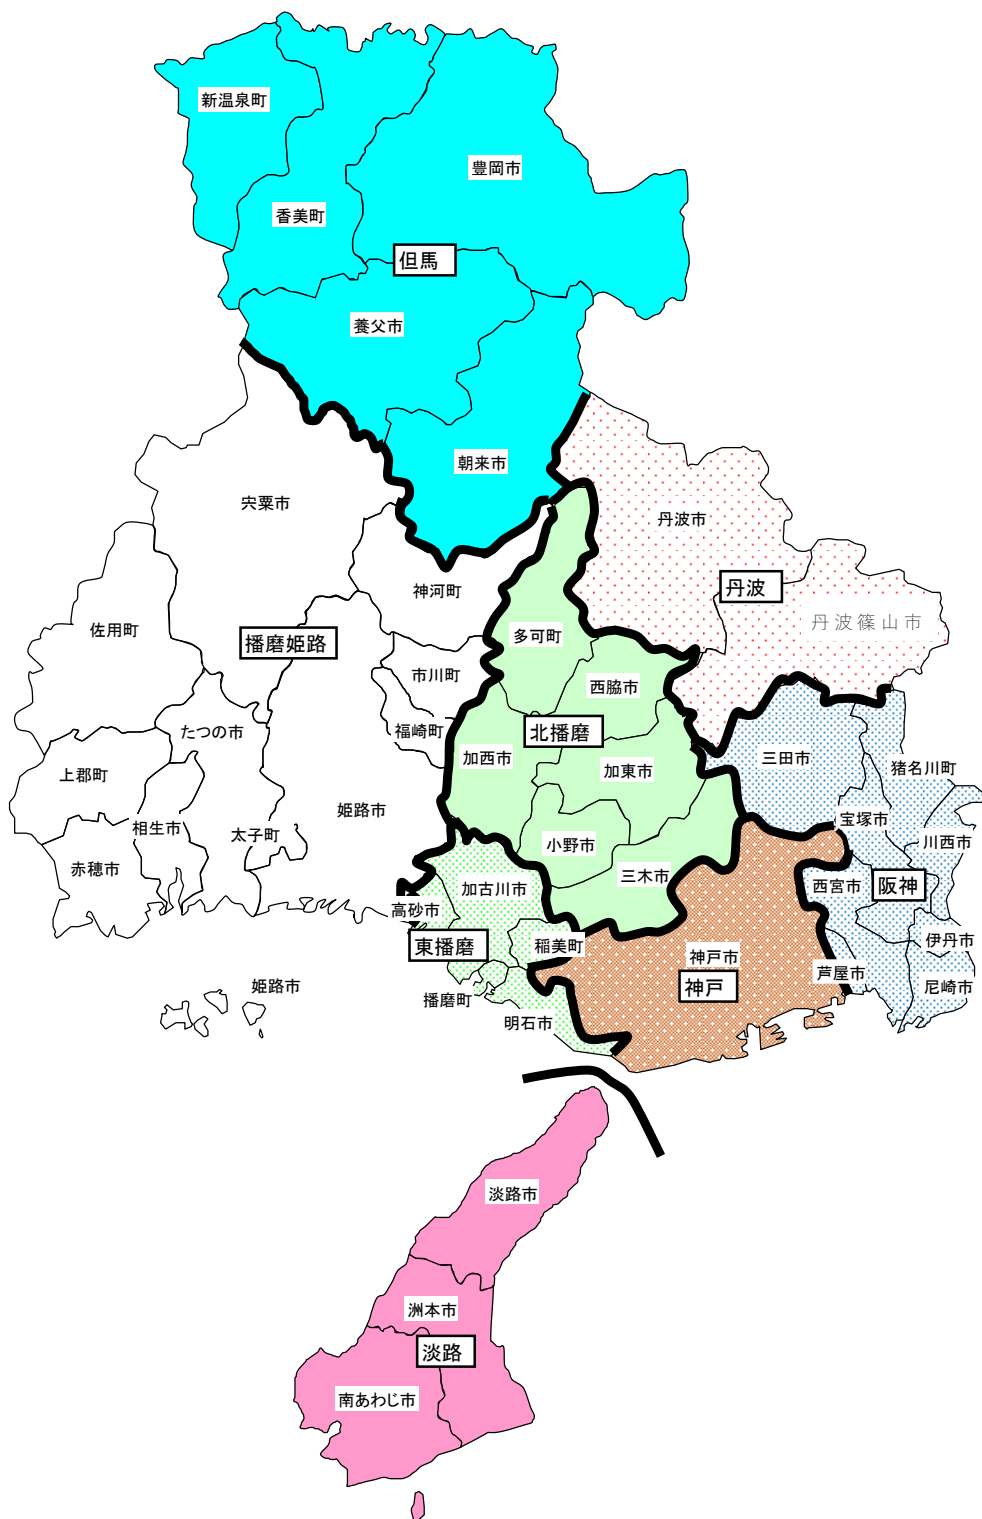 新温泉町
豊岡市
香美町
但馬
養父市
朝来市
宍粟市
丹波市
神河町
丹波
丹波篠山市
佐用町
多可町
播磨姫路
市川町
西脇市
たつの市
福崎町
北播磨
加西市
三田市
猪名川町
加東市
上郡町
姫路市
宝塚市
相生市
太子町
川西市
小野市
赤穂市
三木市
加古川市
西宮市
阪神
高砂市
東播磨
稲美町
伊丹市
神戸市
芦屋市
神戸
尼崎市
姫路市
播磨町
明石市
淡路市
洲本市
淡路
南あわじ市